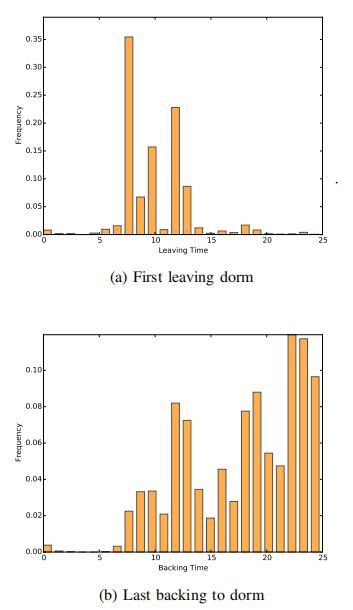 0.35
0.30
0.25
0.20
0.15
0.10
0.05
0.00
Frequency
0 5 10 15 20 25
Leaving Time
(a) First leaving dorm
0.10
0.08
0.06
0.04
0.02
0.00
Frequency
0 5 10 15 20 25
Backing Time
(b) Last backing to dorm